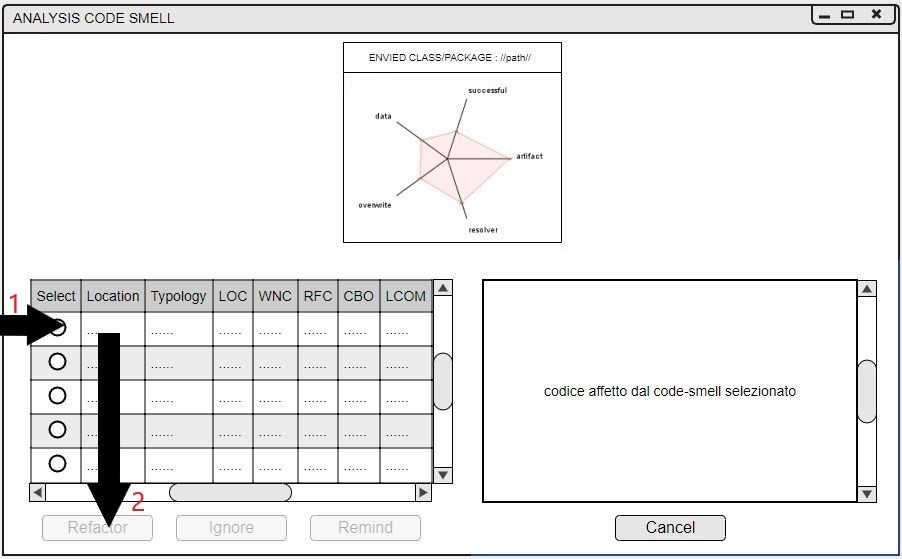 ANALYSIS CODE SMELL
ENVIED CLASS/PACKAGE : //path//
successful
data
artifact
overwrite
resolver
1
Select Location Typology LOC WNC RFC CBO LCOM
...... ...... ...... ...... ...... ...... ......
...... ...... ...... ...... ...... ...... ......
...... ...... ...... ...... ...... ...... ......
...... ...... ...... ...... ...... ...... ......
...... ...... ...... ...... ...... ...... ......
codice affetto dal code-smell selezionato
2
Refactor Ignore Remind Cancel